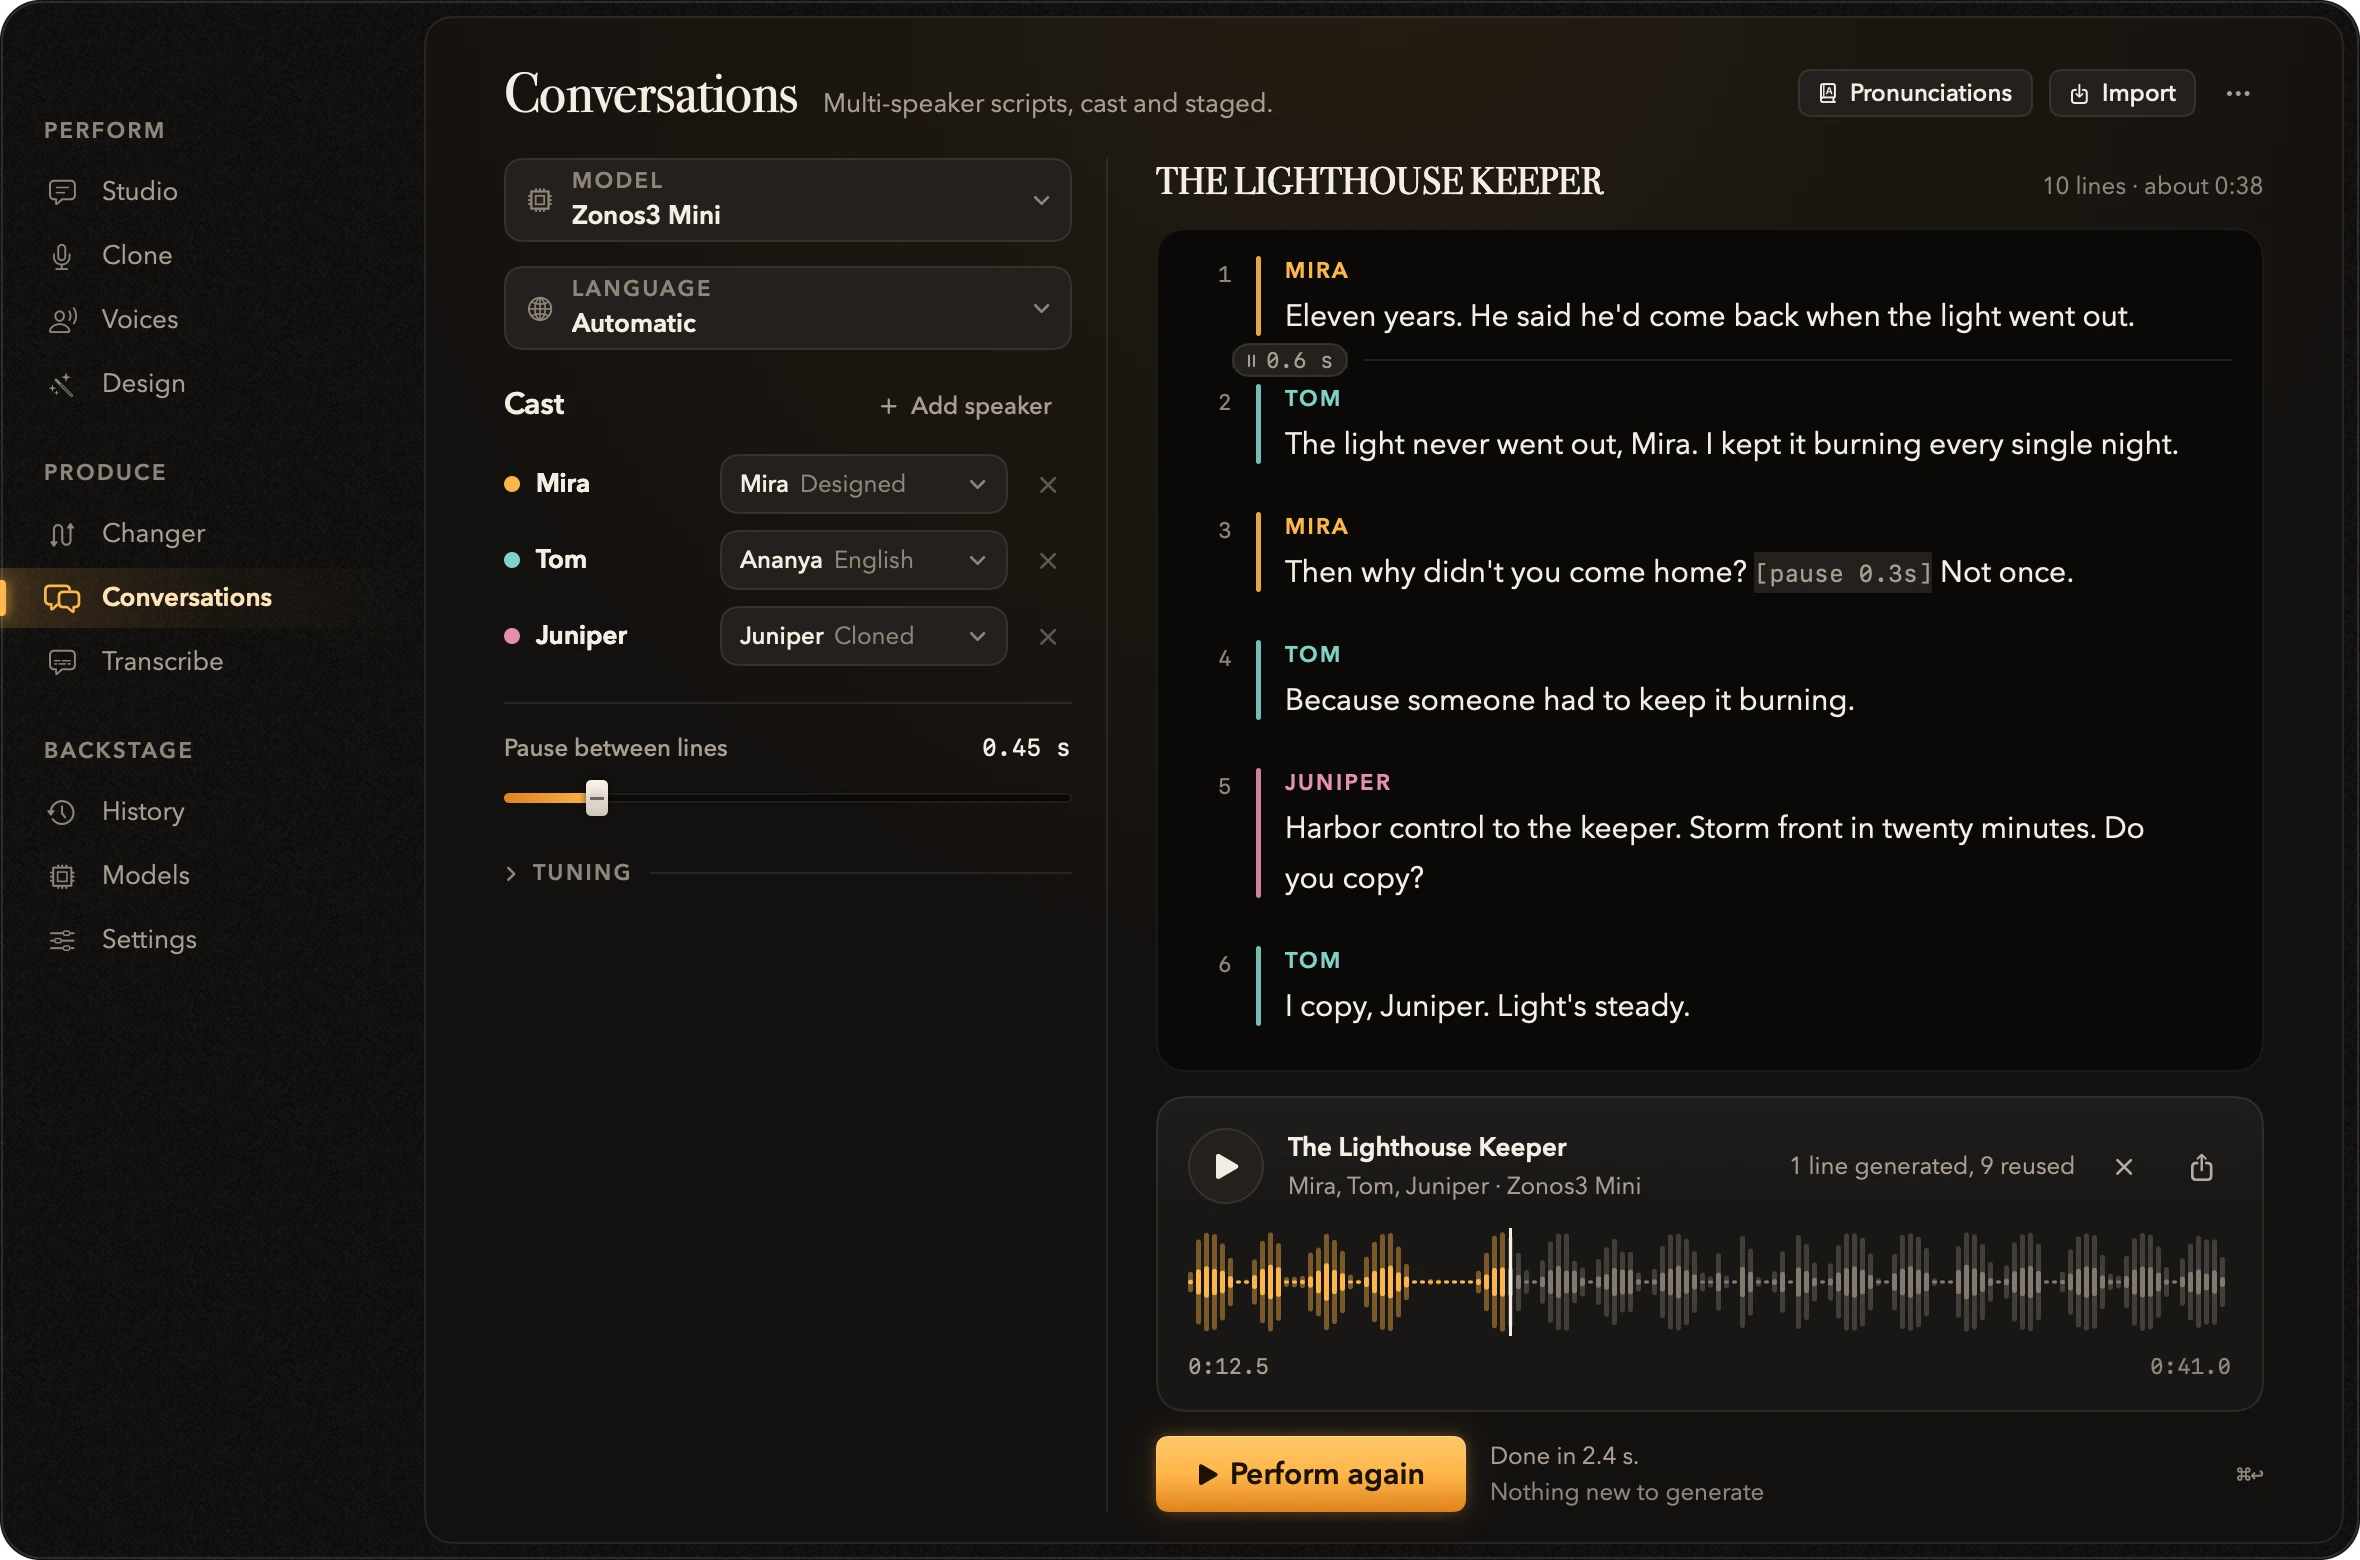 PERFORM
Studio
Clone
Voices
Design
PRODUCE
Changer
Conversations
Transcribe
BACKSTAGE
History
Models
Settings
Conversations Multi-speaker scripts, cast and staged.
Pronunciations
Import
MODEL
Zonos3 Mini
LANGUAGE
Automatic
Cast
+ Add speaker
Mira
Mira Designed
Tom
Ananya English
Juniper
Juniper Cloned
Pause between lines
0.45 s
TUNING
THE LIGHTHOUSE KEEPER
10 lines · about 0:38
1
MIRA
Eleven years. He said he'd come back when the light went out.
0.6 s
2
TOM
The light never went out, Mira. I kept it burning every single night.
3
MIRA
Then why didn't you come home? [pause 0.3s] Not once.
4
TOM
Because someone had to keep it burning.
5
JUNIPER
Harbor control to the keeper. Storm front in twenty minutes. Do
you copy?
6
TOM
I copy, Juniper. Light's steady.
The Lighthouse Keeper
Mira, Tom, Juniper · Zonos3 Mini
1 line generated, 9 reused
0:12.5
0:41.0
Perform again
Done in 2.4 s.
Nothing new to generate
⌘↩